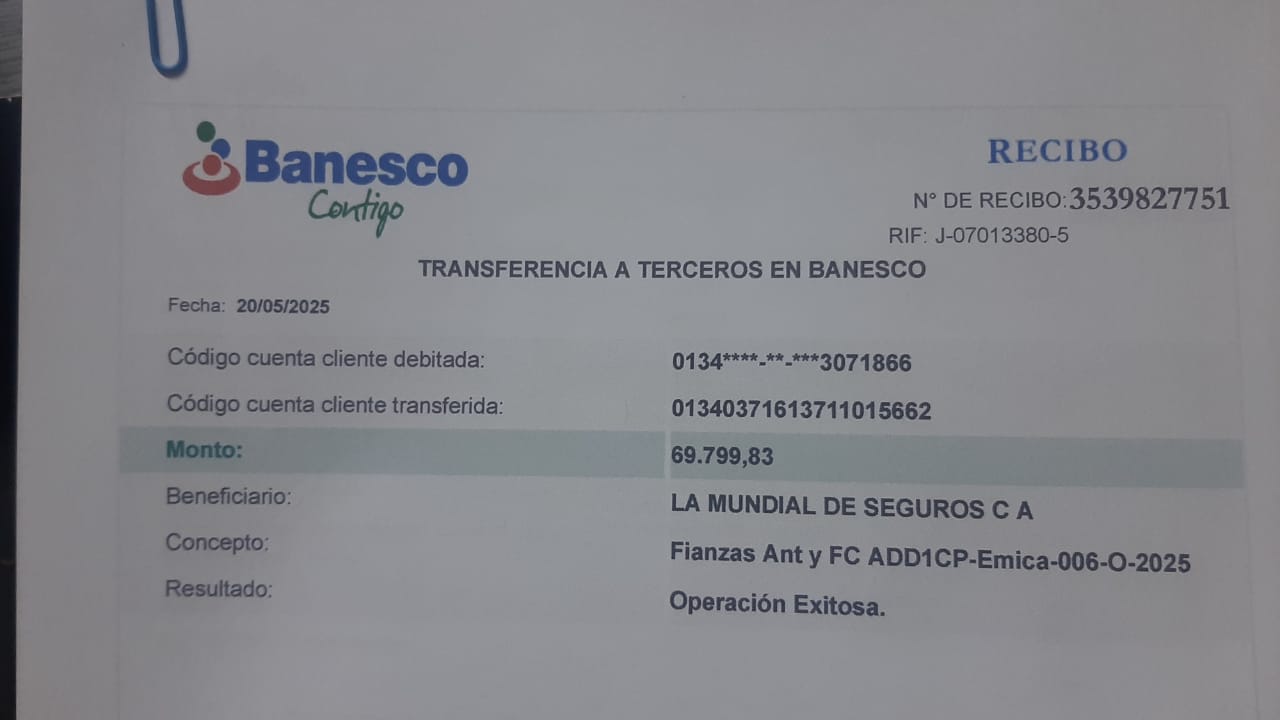 Banesco
Contigo
RECIBO
N° DE RECIBO:3539827751
RIF: J-07013380-5
TRANSFERENCIA A TERCEROS EN BANESCO
Fecha: 20/05/2025
Código cuenta cliente debitada: 0134****-**-***3071866
Código cuenta cliente transferida: 01340371613711015662
Monto: 69.799,83
Beneficiario: LA MUNDIAL DE SEGUROS C A
Concepto: Fianzas Ant y FC ADD1CP-Emica-006-O-2025
Resultado: Operación Exitosa.